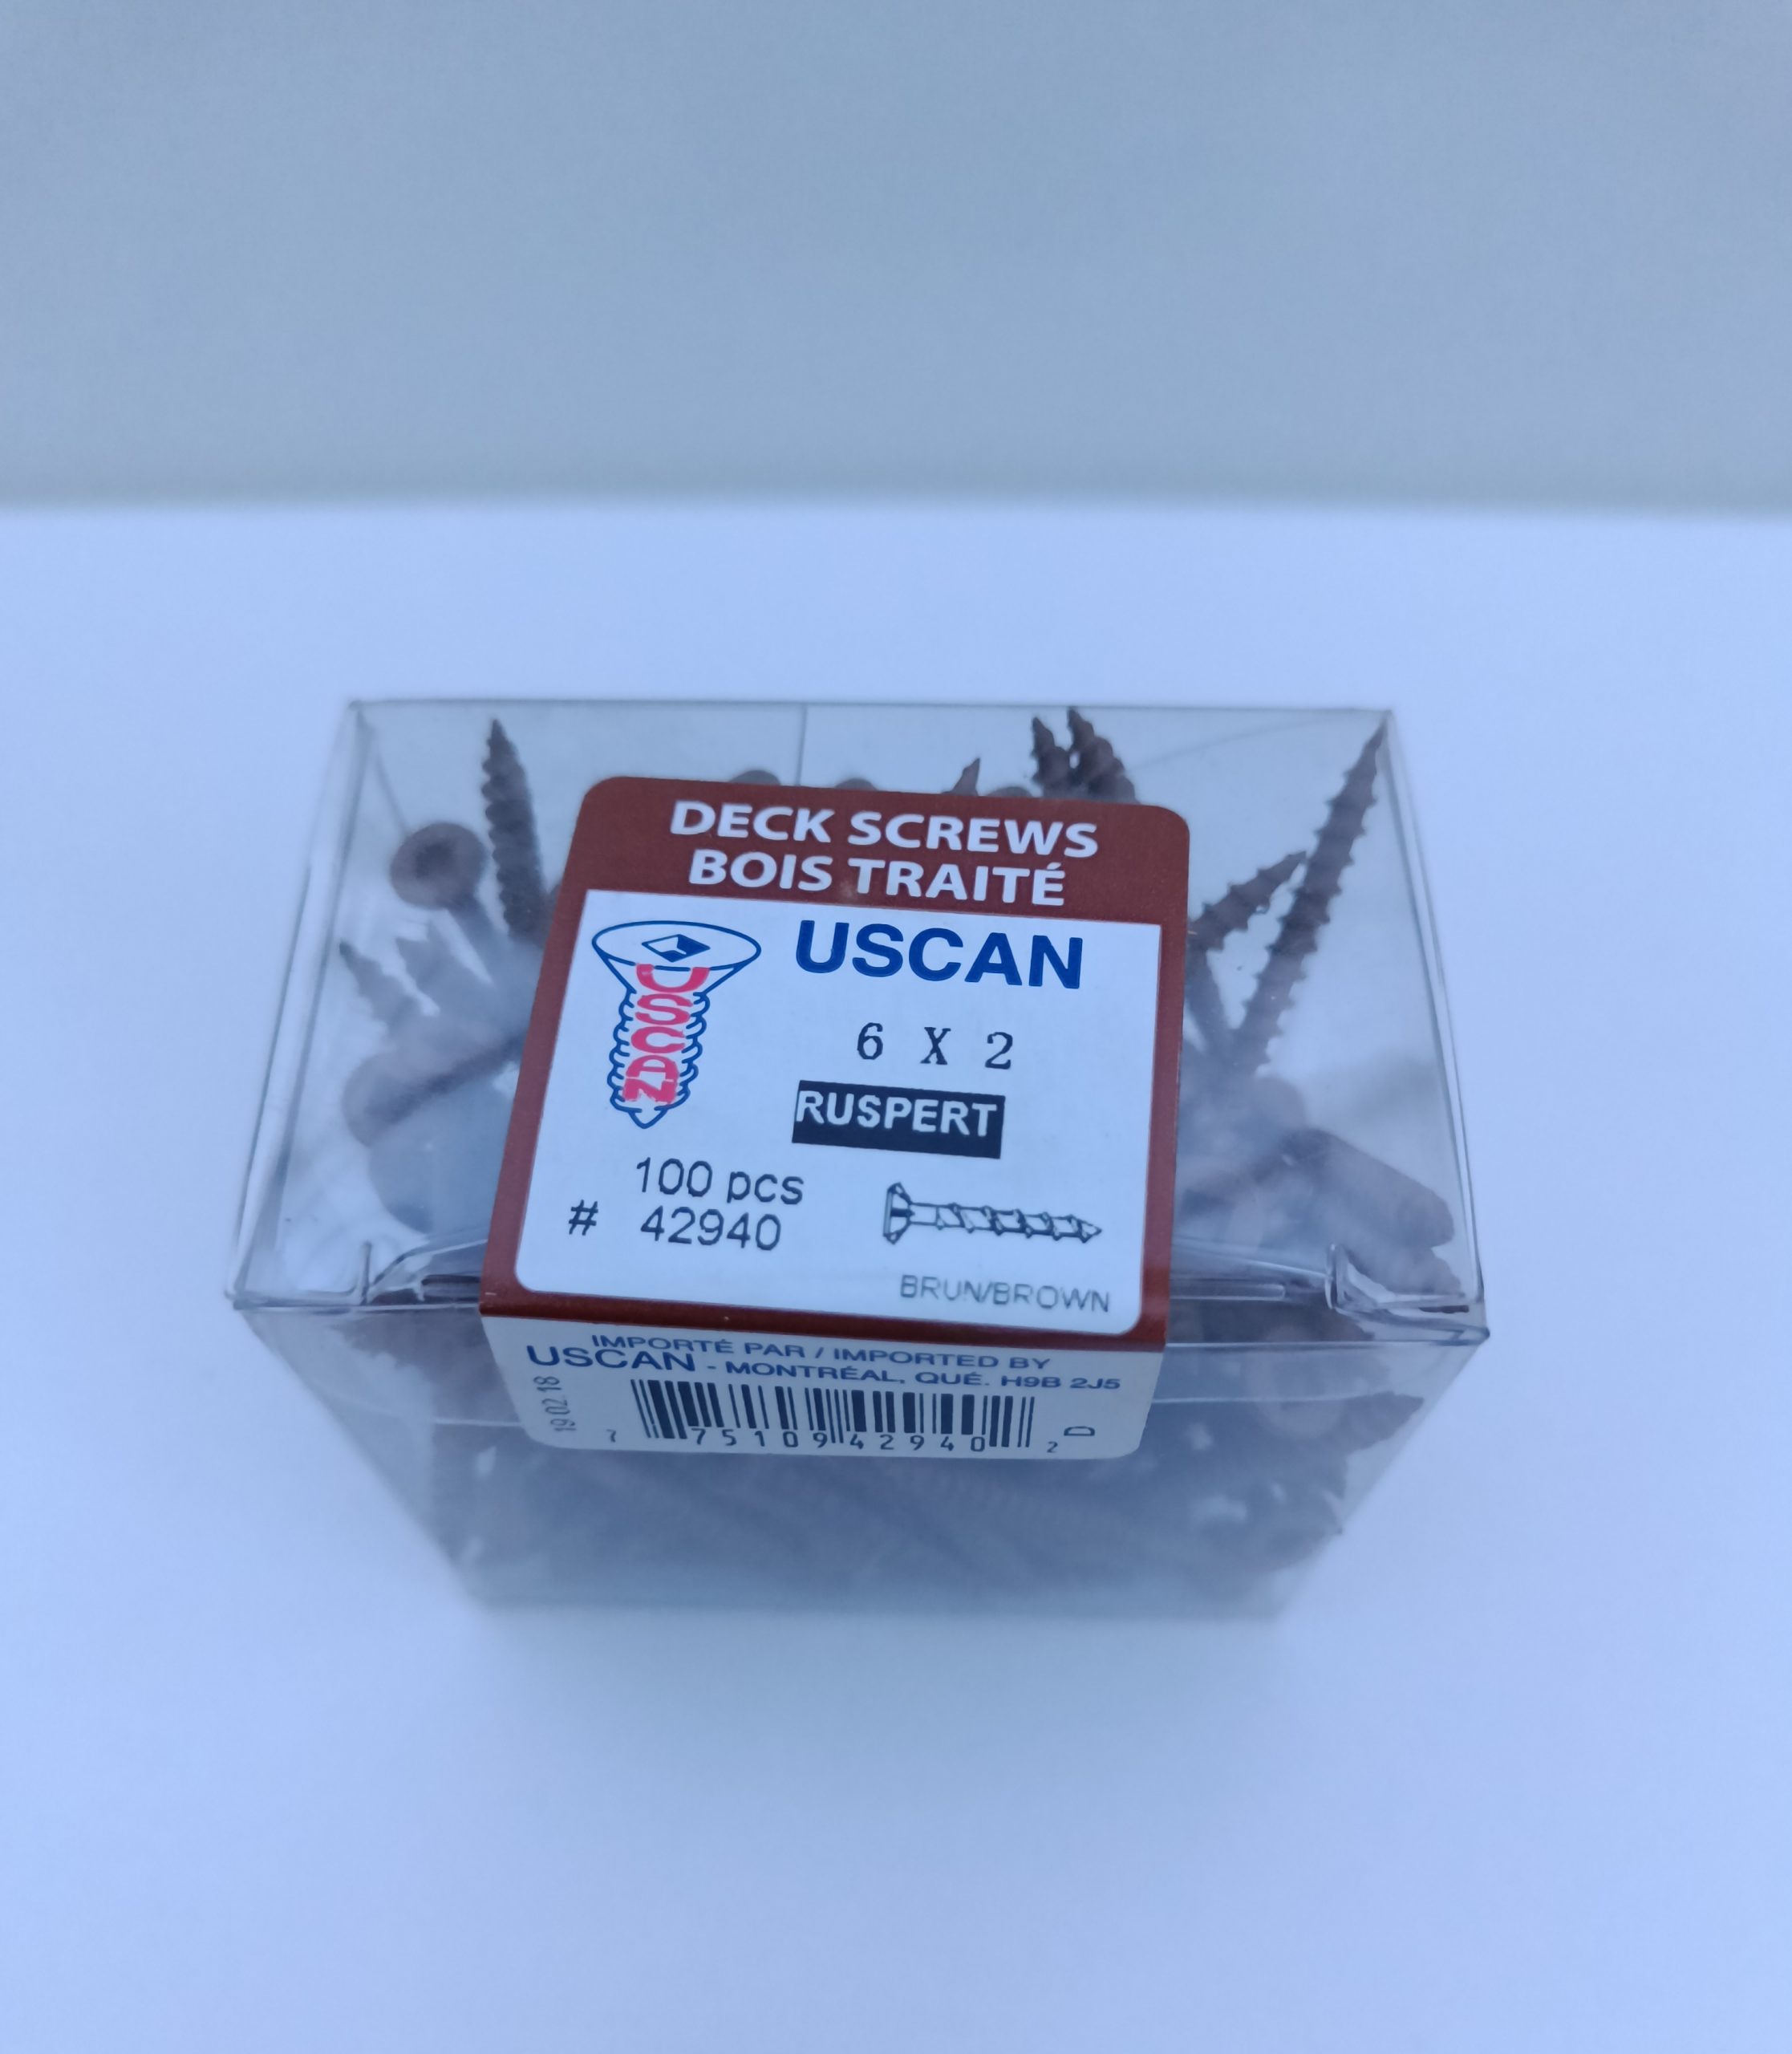 DECK SCREWS
BOIS TRAITÉ
USCAN
USCAN
6 X 2
RUSPERT
100 pcs
# 42940
BRUN/BROWN
IMPORTÉ PAR / IMPORTED BY
USCAN - MONTRÉAL, QUÉ. H9B 2J5
19.02.18
7 75109 42940 2
D